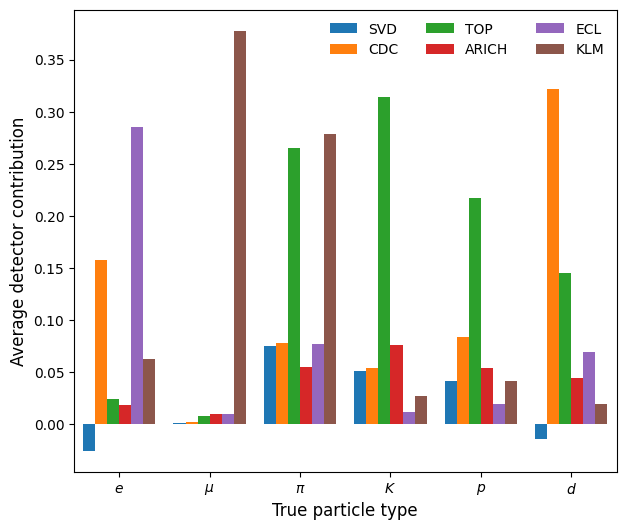 SVD TOP ECL
CDC ARICH KLM
Average detector contribution
0.35
0.30
0.25
0.20
0.15
0.10
0.05
0.00
e μ π K p d
True particle type